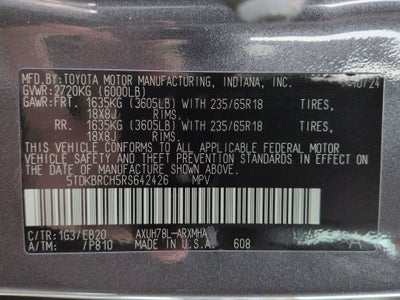 MFD.BY: TOYOTA MOTOR MANUFACTURING, INDIANA, INC. 10/24
GVWR: 2720KG (6000LB)
GAWR: FRT. 1635KG (3605LB) WITH 235/65R18 TIRES,
18X8J RIMS.
RR. 1635KG (3605LB) WITH 235/65R18 TIRES,
18X8J RIMS.
THIS VEHICLE CONFORMS TO ALL APPLICABLE FEDERAL MOTOR
VEHICLE SAFETY STANDARDS IN EFFECT ON THE
DATE OF MANUFACTURE SHOWN ABOVE.
5TDKBRCH5RS642426 MPV
C/TR: 1G3/EB20 AXUH78L-ARXMHA
A/TM: /P810 MADE IN U.S.A. 608 A